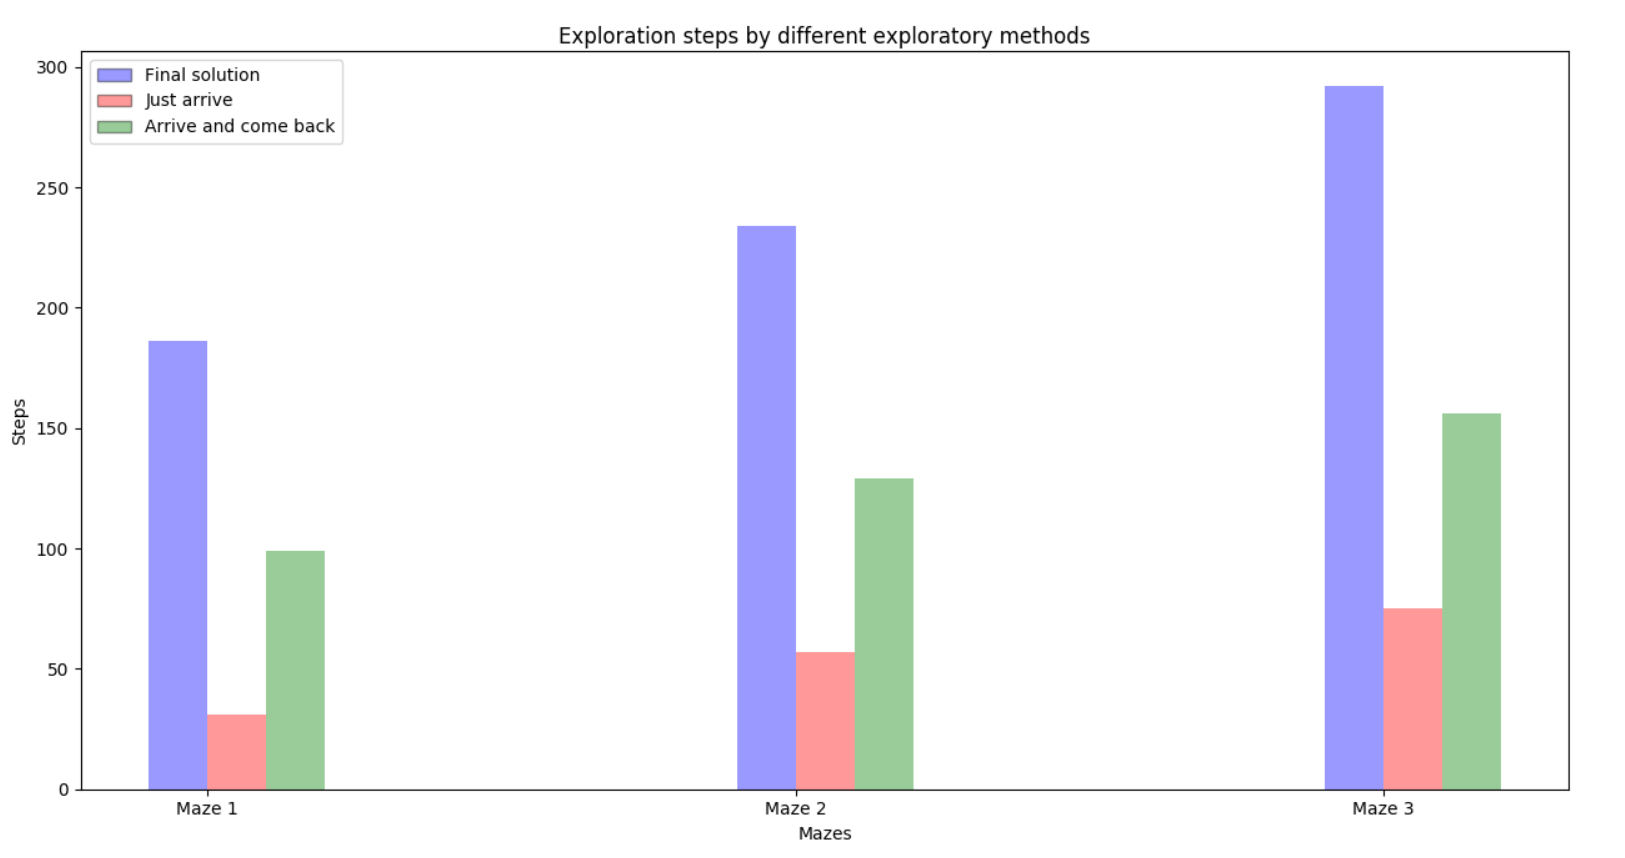 Exploration steps by different exploratory methods
300
250
200
150
100
50
0
Steps
Final solution
Just arrive
Arrive and come back
Maze 1
Maze 2
Maze 3
Mazes